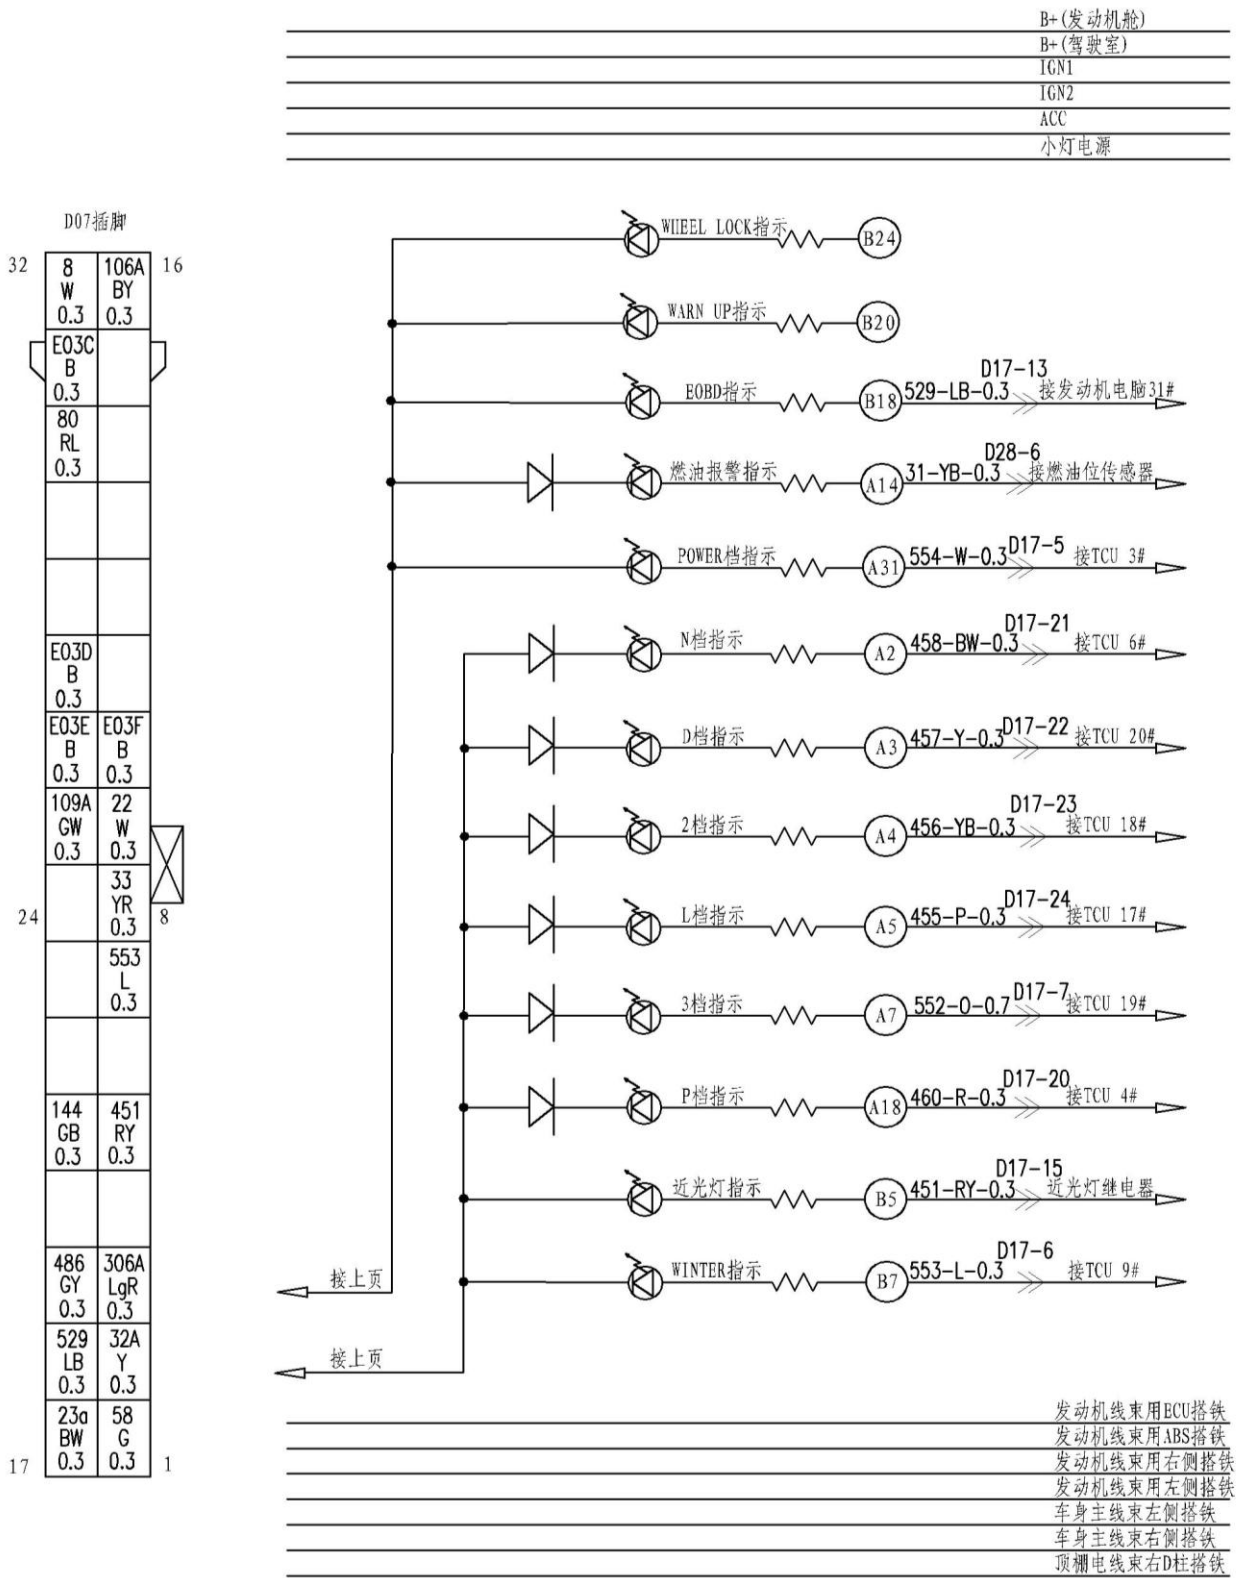 B+(发动机舱)
B+(驾驶室)
IGN1
IGN2
ACC
小灯电源
D07插脚
32
8
W
0.3
106A
BY
0.3
16
E03C
B
0.3
80
RL
0.3
E03D
B
0.3
E03E
B
0.3
E03F
B
0.3
109A
GW
0.3
22
W
0.3
24
33
YR
0.3
8
553
L
0.3
144
GB
0.3
451
RY
0.3
486
GY
0.3
306A
LgR
0.3
529
LB
0.3
32A
Y
0.3
17
23a
BW
0.3
58
G
0.3
1
WHEEL LOCK指示
B24
WARN UP指示
B20
EOBD指示
B18
529-LB-0.3
D17-13
接发动机电脑31#
燃油报警指示
A14
31-YB-0.3
D28-6
接燃油位传感器
POWER档指示
A31
554-W-0.3
D17-5
接TCU 3#
N档指示
A2
458-BW-0.3
D17-21
接TCU 6#
D档指示
A3
457-Y-0.3
D17-22
接TCU 20#
2档指示
A4
456-YB-0.3
D17-23
接TCU 18#
L档指示
A5
455-P-0.3
D17-24
接TCU 17#
3档指示
A7
552-O-0.7
D17-7
接TCU 19#
P档指示
A18
460-R-0.3
D17-20
接TCU 4#
近光灯指示
B5
451-RY-0.3
D17-15
近光灯继电器
WINTER指示
B7
553-L-0.3
D17-6
接TCU 9#
接上页
接上页
发动机线束用ECU搭铁
发动机线束用ABS搭铁
发动机线束用右侧搭铁
发动机线束用左侧搭铁
车身主线束左侧搭铁
车身主线束右侧搭铁
顶棚电线束右D柱搭铁